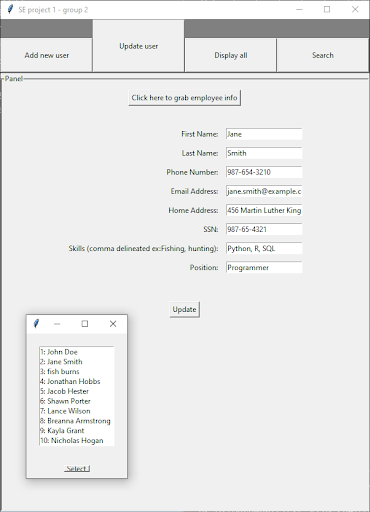 SE project 1 - group 2
Add new user
Update user
Display all
Search
Panel
Click here to grab employee info
First Name: Jane
Last Name: Smith
Phone Number: 987-654-3210
Email Address: jane.smith@example.c
Home Address: 456 Martin Luther King
SSN: 987-65-4321
Skills (comma delineated ex:Fishing, hunting): Python, R, SQL
Position: Programmer
Update
1: John Doe
2: Jane Smith
3: fish burns
4: Jonathan Hobbs
5: Jacob Hester
6: Shawn Porter
7: Lance Wilson
8: Breanna Armstrong
9: Kayla Grant
10: Nicholas Hogan
Select